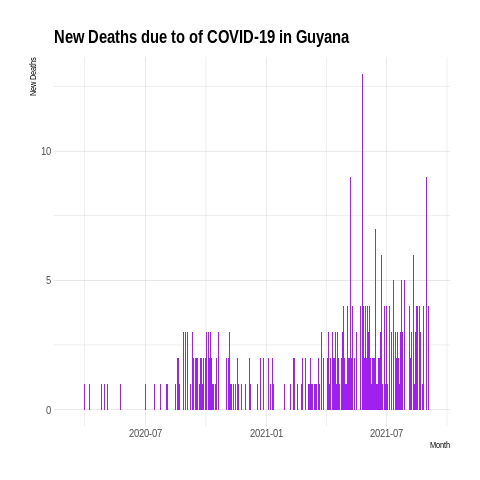 New Deaths due to of COVID-19 in Guyana
New Deaths
10
5
0
2020-07
2021-01
2021-07
Month